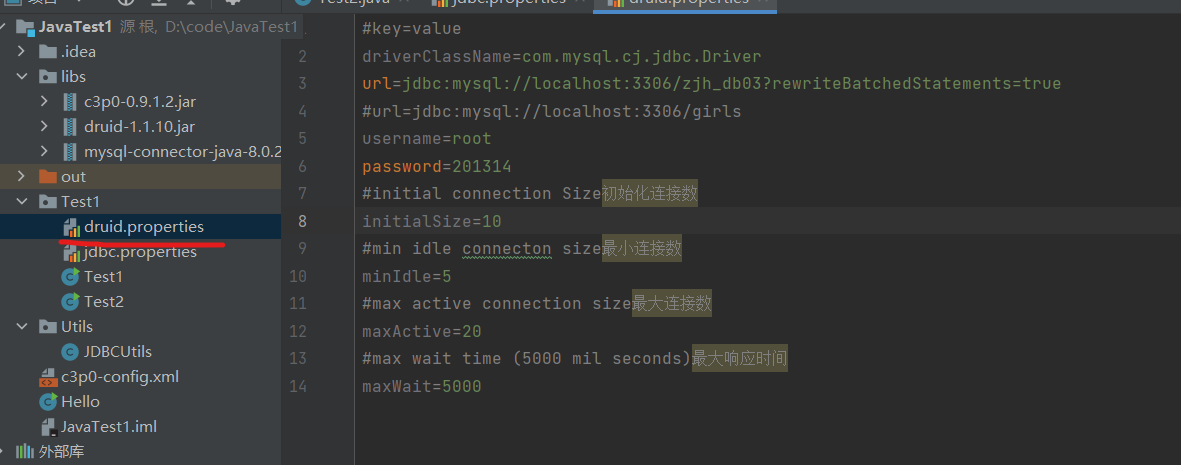 项目
Test2.java
jdbc.properties
druid.properties
JavaTest1 源 根, D:\code\JavaTest1
.idea
libs
c3p0-0.9.1.2.jar
druid-1.1.10.jar
mysql-connector-java-8.0.2
out
Test1
druid.properties
jdbc.properties
Test1
Test2
Utils
JDBCUtils
c3p0-config.xml
Hello
JavaTest1.iml
外部库
#key=value
2 driverClassName=com.mysql.cj.jdbc.Driver
3 url=jdbc:mysql://localhost:3306/zjh_db03?rewriteBatchedStatements=true
4 #url=jdbc:mysql://localhost:3306/girls
5 username=root
6 password=201314
7 #initial connection Size初始化连接数
8 initialSize=10
9 #min idle connecton size最小连接数
10 minIdle=5
11 #max active connection size最大连接数
12 maxActive=20
13 #max wait time (5000 mil seconds)最大响应时间
14 maxWait=5000